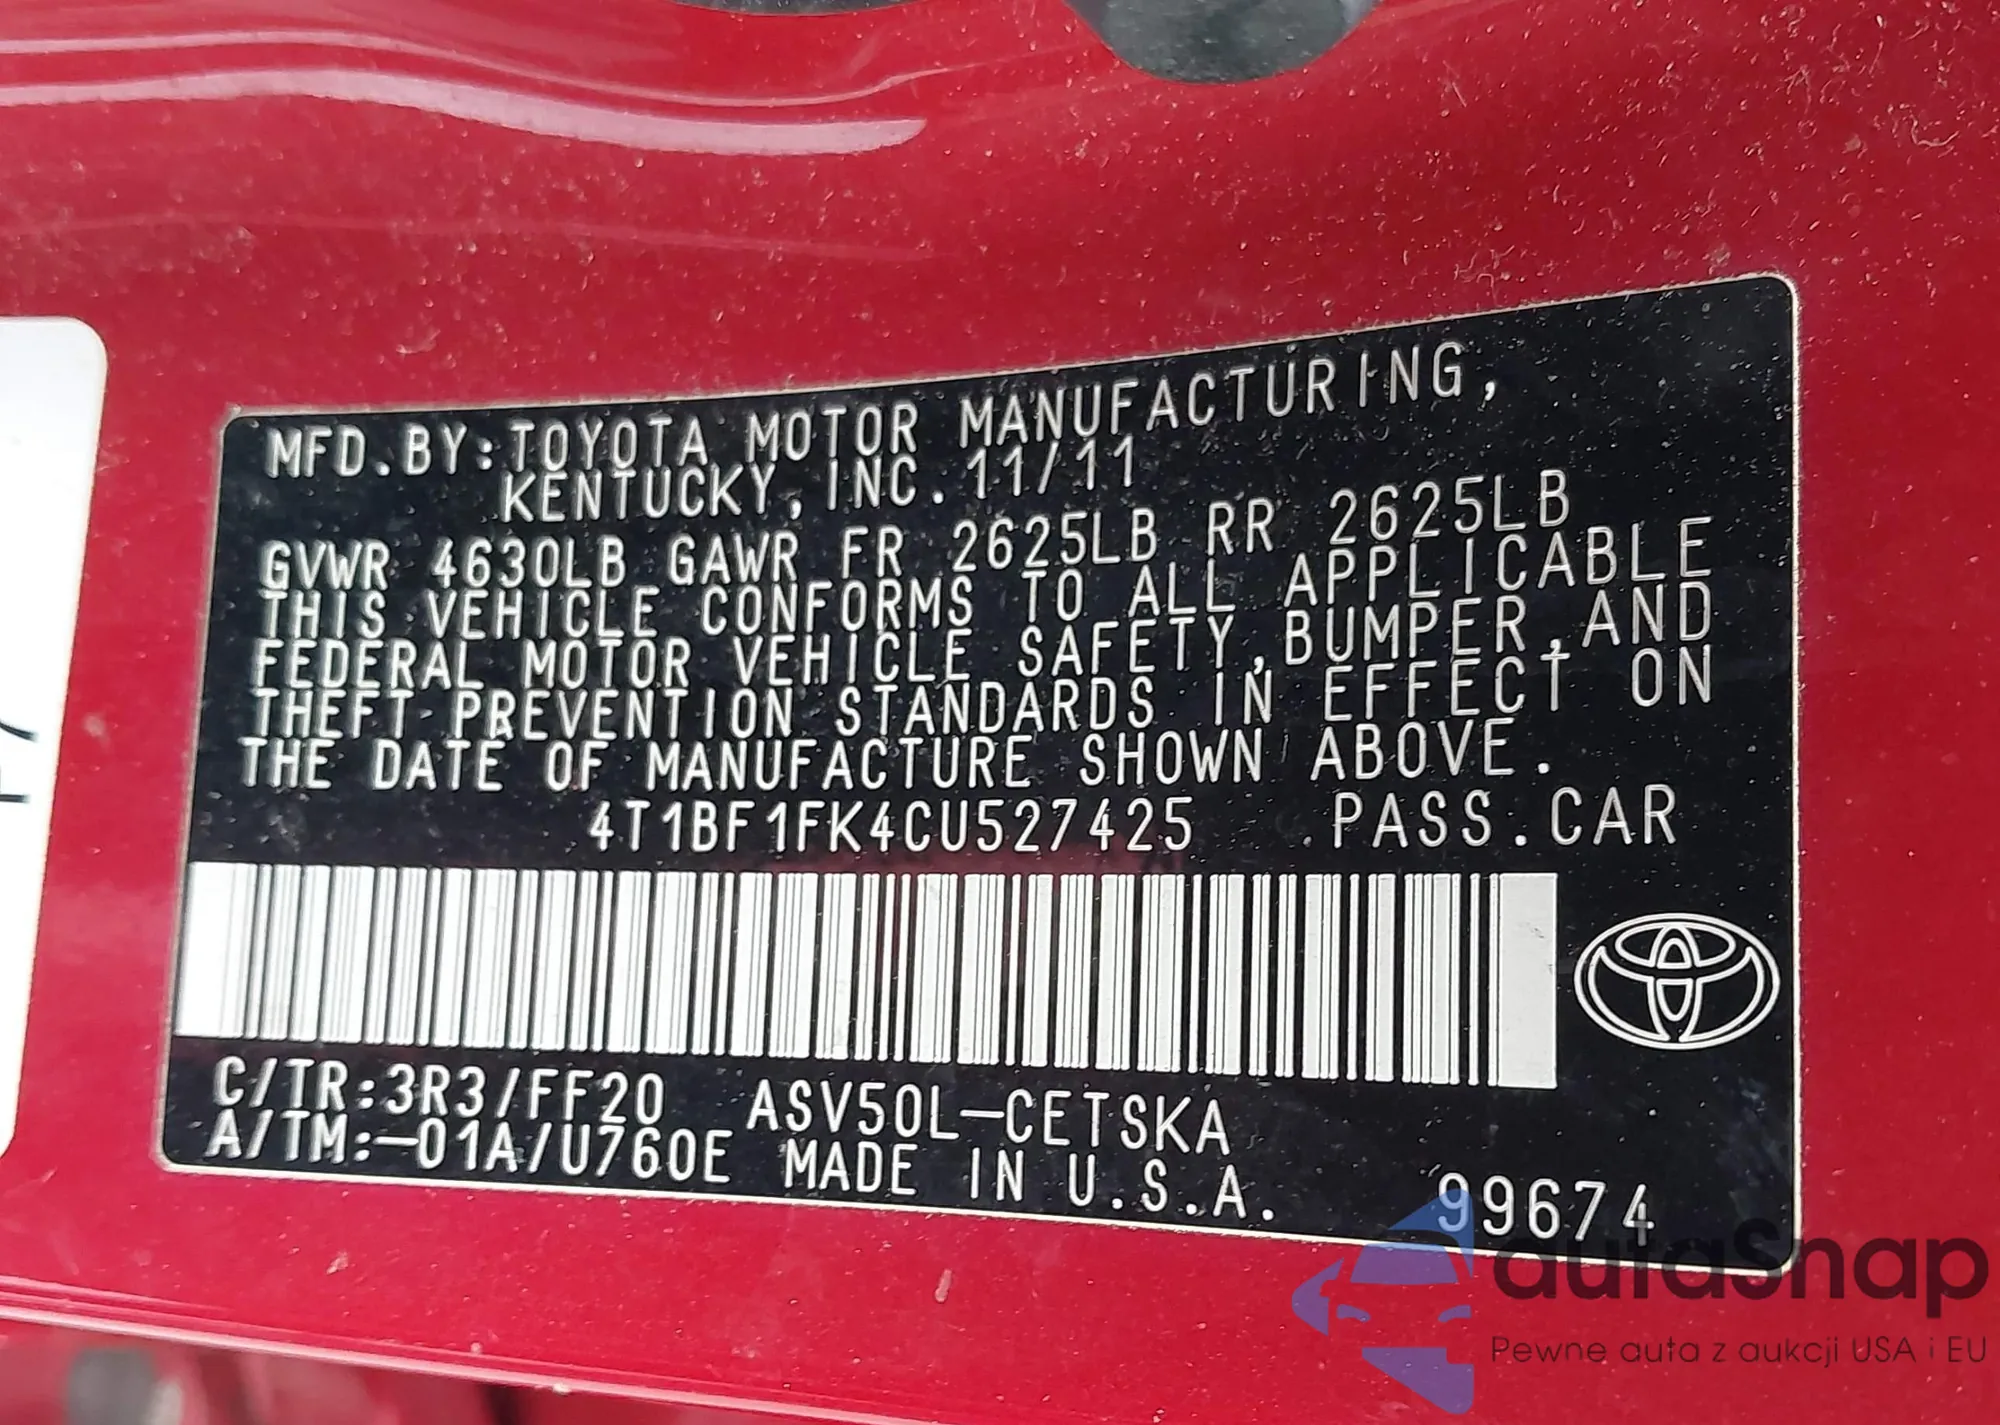 MFD.BY:TOYOTA MOTOR MANUFACTURING,
KENTUCKY, INC. 11/11
GVWR 4630LB GAWR FR 2625LB RR 2625LB
THIS VEHICLE CONFORMS TO ALL APPLICABLE
FEDERAL MOTOR VEHICLE SAFETY,BUMPER,AND
THEFT PREVENTION STANDARDS IN EFFECT ON
THE DATE OF MANUFACTURE SHOWN ABOVE.
4T1BF1FK4CU527425 PASS.CAR
C/TR:3R3/FF20 ASV50L-CETSKA
A/TM:-01A/U760E MADE IN U.S.A. 99674
autaSnap
Pewne auta z aukcji USA i EU